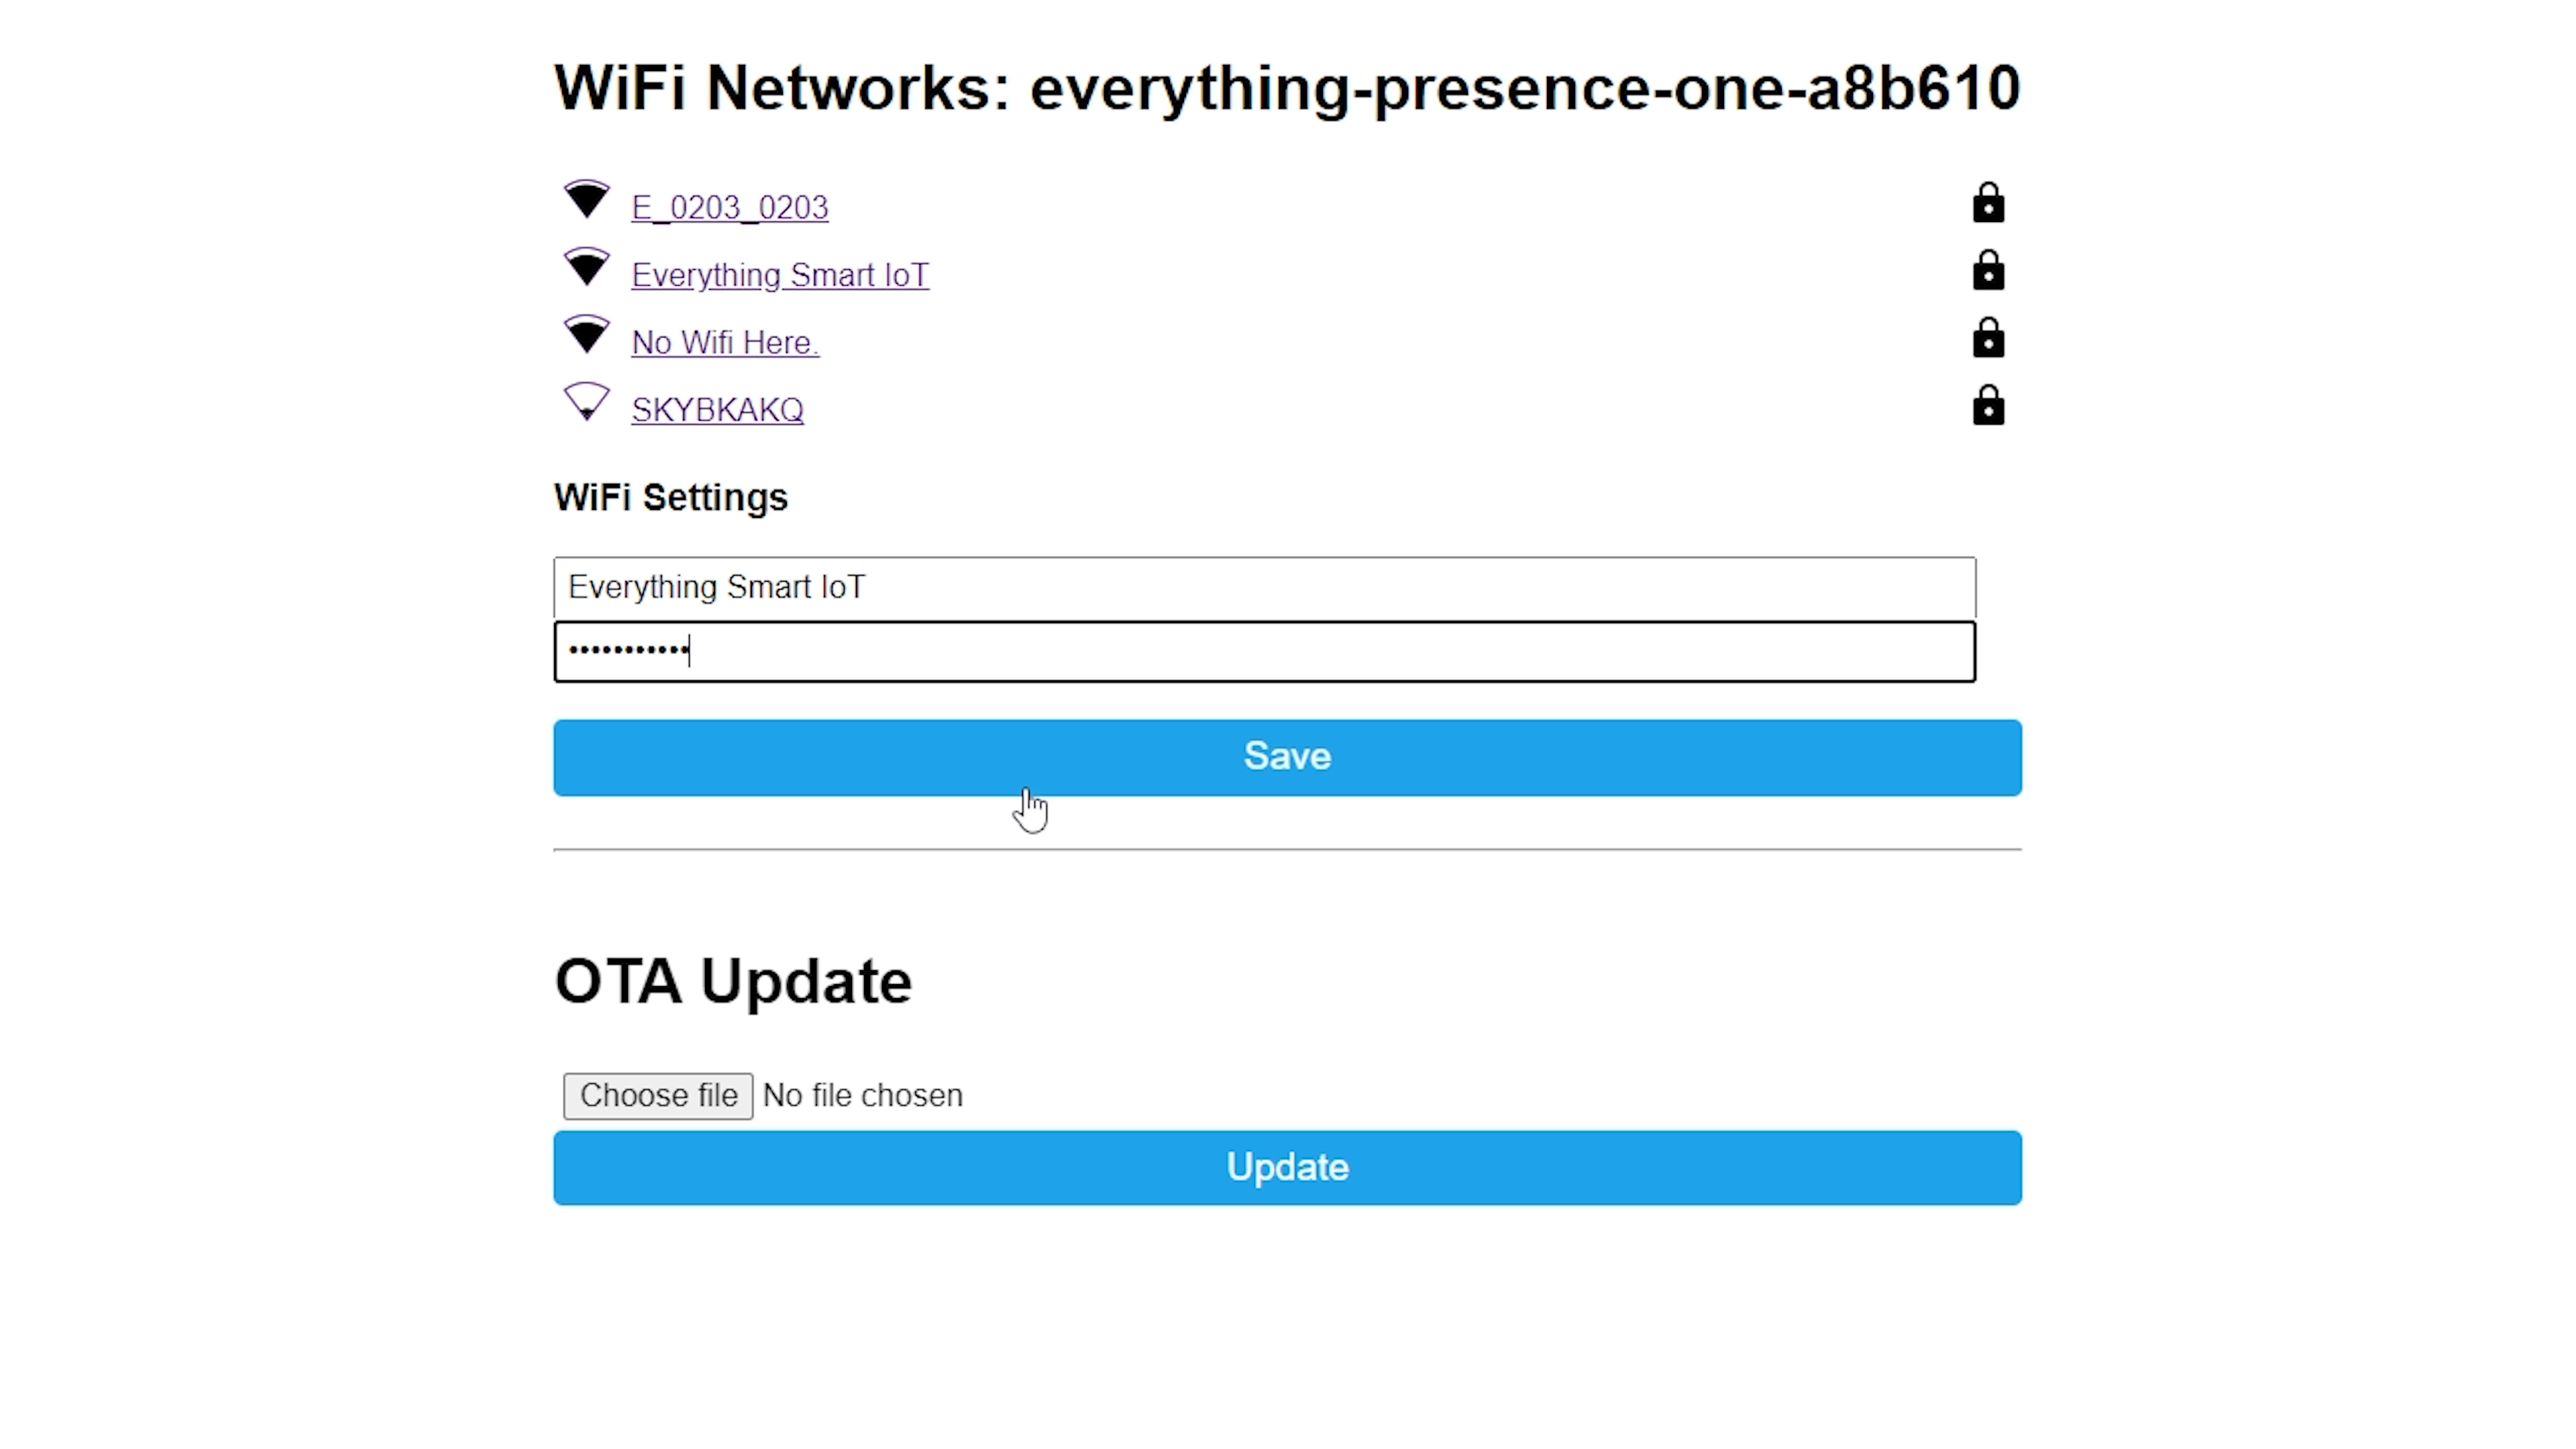 WiFi Networks: everything-presence-one-a8b610
E_0203_0203
Everything Smart IoT
No Wifi Here.
SKYBKAKQ
WiFi Settings
Everything Smart IoT
•••••••••••
Save
OTA Update
Choose file No file chosen
Update